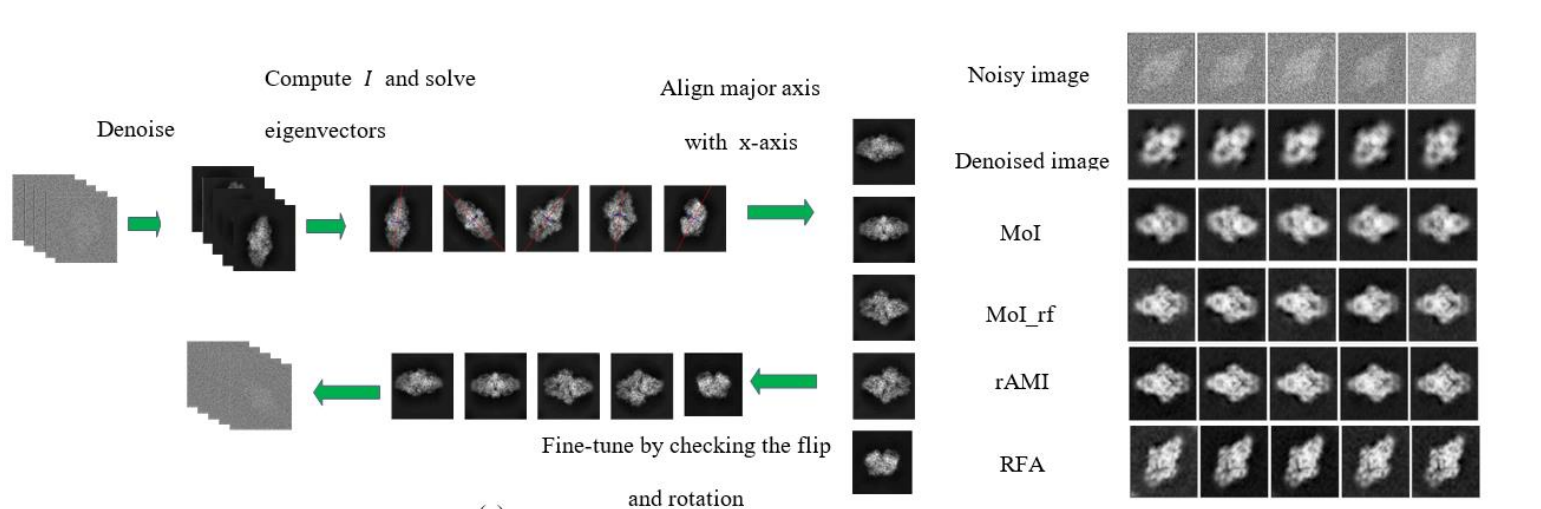 Compute I and solve
eigenvectors
Denoise
Align major axis
with x-axis
Fine-tune by checking the flip
and rotation
Noisy image
Denoised image
MoI
MoI_rf
rAMI
RFA